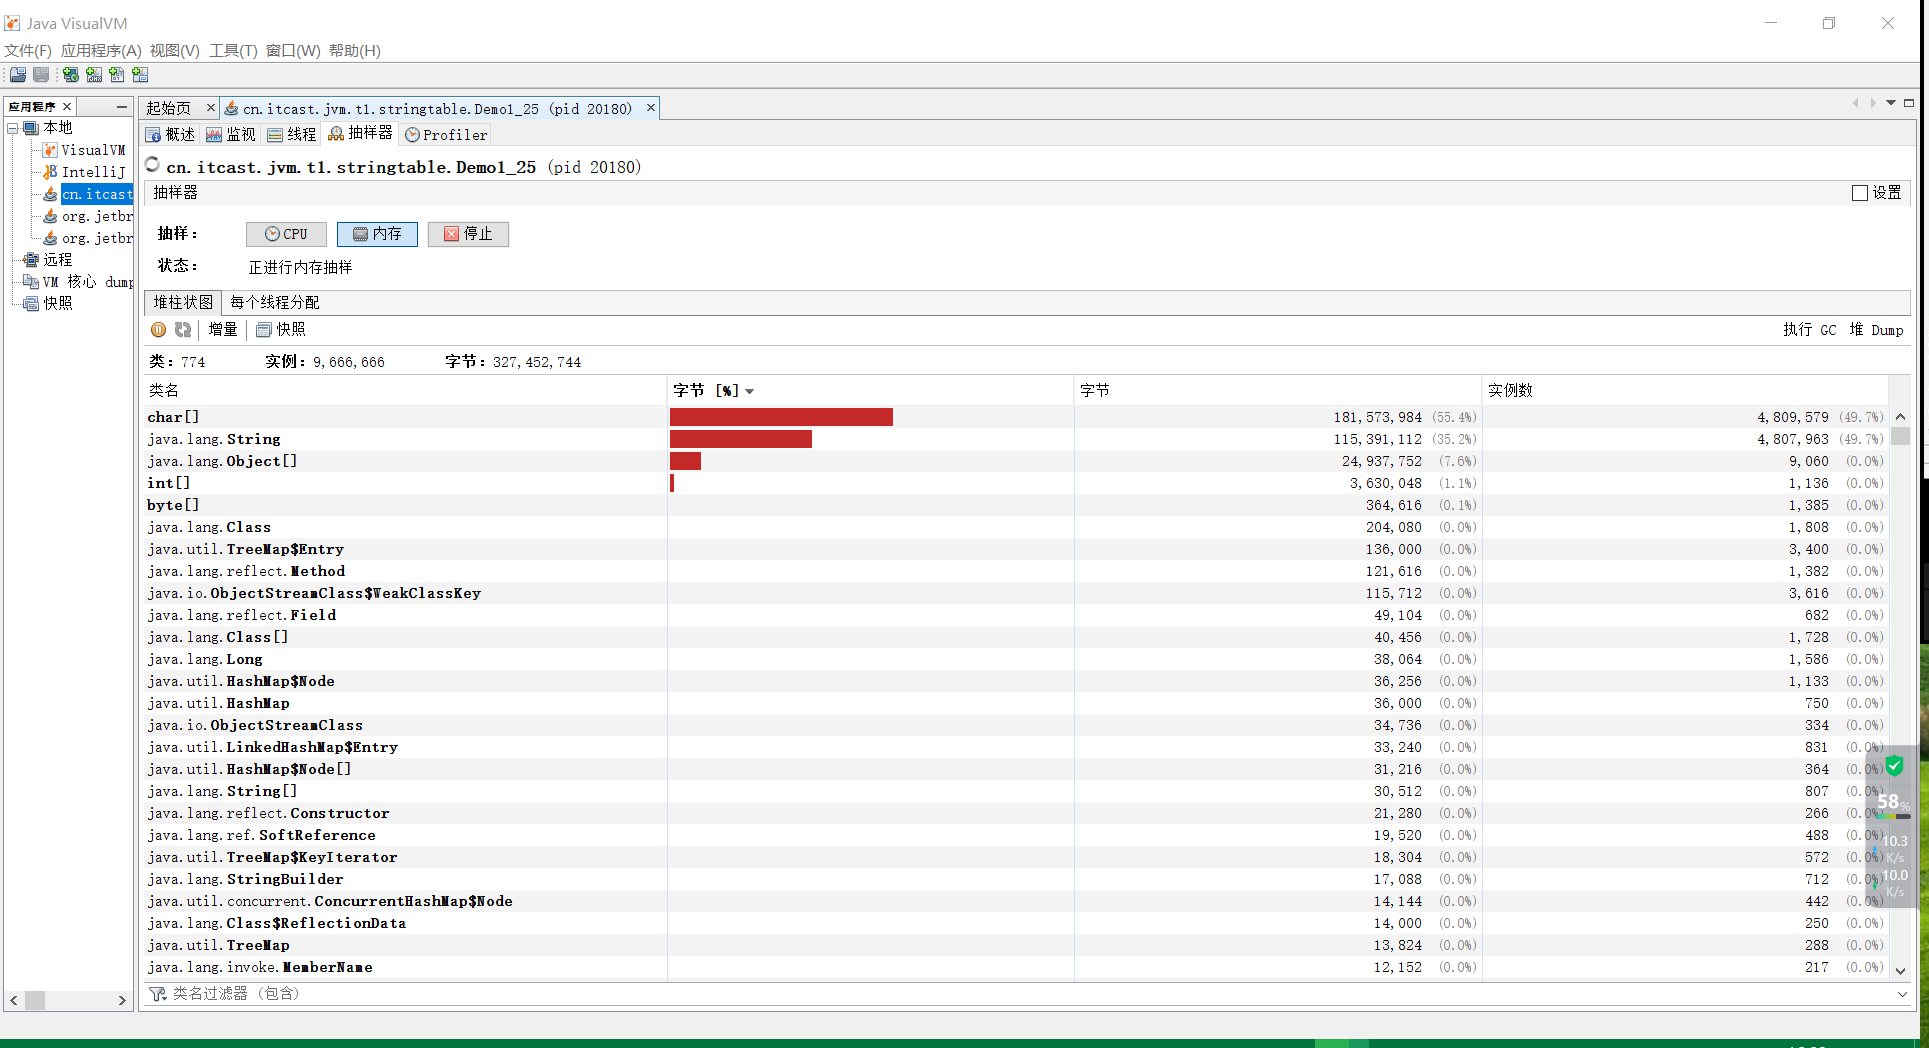 Java VisualVM
文件(F) 应用程序(A) 视图(V) 工具(T) 窗口(W) 帮助(H)
应用程序
本地
VisualVM
IntelliJ
cn.itcast
org.jetbr
org.jetbr
远程
VM 核心 dump
快照
起始页 cn.itcast.jvm.t1.stringtable.Demo1_25 (pid 20180)
概述 监视 线程 抽样器 Profiler
cn.itcast.jvm.t1.stringtable.Demo1_25 (pid 20180)
抽样器 设置
抽样： CPU 内存 停止
状态： 正进行内存抽样
堆柱状图 每个线程分配
增量 快照 执行 GC 堆 Dump
类：774 实例：9,666,666 字节：327,452,744
类名 字节 [%] 字节 实例数
char[] 181,573,984 (55.4%) 4,809,579 (49.7%)
java.lang.String 115,391,112 (35.2%) 4,807,963 (49.7%)
java.lang.Object[] 24,937,752 (7.6%) 9,060 (0.0%)
int[] 3,630,048 (1.1%) 1,136 (0.0%)
byte[] 364,616 (0.1%) 1,385 (0.0%)
java.lang.Class 204,080 (0.0%) 1,808 (0.0%)
java.util.TreeMap$Entry 136,000 (0.0%) 3,400 (0.0%)
java.lang.reflect.Method 121,616 (0.0%) 1,382 (0.0%)
java.io.ObjectStreamClass$WeakClassKey 115,712 (0.0%) 3,616 (0.0%)
java.lang.reflect.Field 49,104 (0.0%) 682 (0.0%)
java.lang.Class[] 40,456 (0.0%) 1,728 (0.0%)
java.lang.Long 38,064 (0.0%) 1,586 (0.0%)
java.util.HashMap$Node 36,256 (0.0%) 1,133 (0.0%)
java.util.HashMap 36,000 (0.0%) 750 (0.0%)
java.io.ObjectStreamClass 34,736 (0.0%) 334 (0.0%)
java.util.LinkedHashMap$Entry 33,240 (0.0%) 831 (0.0%)
java.util.HashMap$Node[] 31,216 (0.0%) 364 (0.0%)
java.lang.String[] 30,512 (0.0%) 807 (0.0%)
java.lang.reflect.Constructor 21,280 (0.0%) 266 (0.0%)
java.lang.ref.SoftReference 19,520 (0.0%) 488 (0.0%)
java.util.TreeMap$KeyIterator 18,304 (0.0%) 572 (0.0%)
java.lang.StringBuilder 17,088 (0.0%) 712 (0.0%)
java.util.concurrent.ConcurrentHashMap$Node 14,144 (0.0%) 442 (0.0%)
java.lang.Class$ReflectionData 14,000 (0.0%) 250 (0.0%)
java.util.TreeMap 13,824 (0.0%) 288 (0.0%)
java.lang.invoke.MemberName 12,152 (0.0%) 217 (0.0%)
类名过滤器 （包含）
58%
10.3
K/s
10.0
K/s